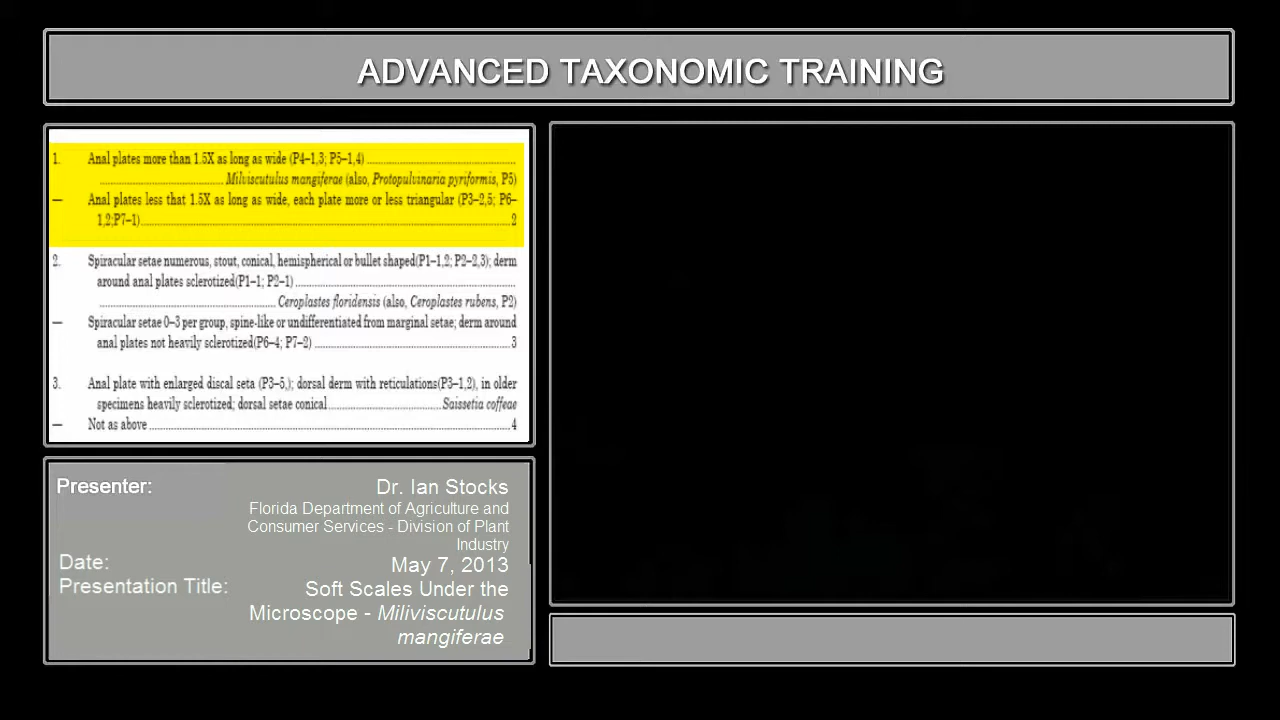 ADVANCED TAXONOMIC TRAINING
1. Anal plates more than 1.5X as long as wide (P4–1,3; P5–1,4) ........................................
........................................ Milviscutulus mangiferae (also, Protopulvinaria pyriformis, P5)
— Anal plates less that 1.5X as long as wide, each plate more or less triangular (P3–2,5; P6–
1,2;P7–1)........................................2
2. Spiracular setae numerous, stout, conical, hemispherical or bullet shaped(P1–1,2; P2–2,3); derm
around anal plates sclerotized(P1–1; P2–1) ........................................
........................................ Ceroplastes floridensis (also, Ceroplastes rubens, P2)
— Spiracular setae 0–3 per group, spine-like or undifferentiated from marginal setae; derm around
anal plates not heavily sclerotized(P6–4; P7–2) ........................................3
3. Anal plate with enlarged discal seta (P3–5,); dorsal derm with reticulations(P3–1,2), in older
specimens heavily sclerotized; dorsal setae conical ........................................ Saissetia coffeae
— Not as above ........................................4
Presenter: Dr. Ian Stocks
Florida Department of Agriculture and
Consumer Services - Division of Plant
Industry
Date: May 7, 2013
Presentation Title: Soft Scales Under the
Microscope - Miliviscutulus
mangiferae